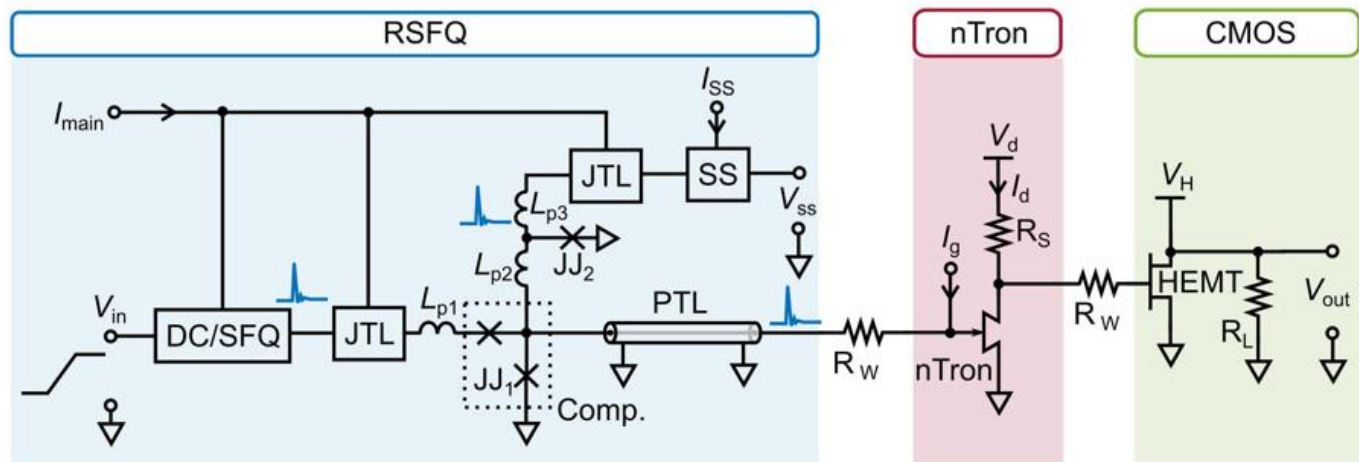 RSFQ
nTron
CMOS
I_SS
I_main
V_d
V_H
JTL
SS
I_d
L_p3
V_ss
R_S
I_g
L_p2
JJ_2
HEMT
V_in
L_p1
PTL
V_out
DC/SFQ
JTL
R_W
R_L
JJ_1
R_W
nTron
Comp.